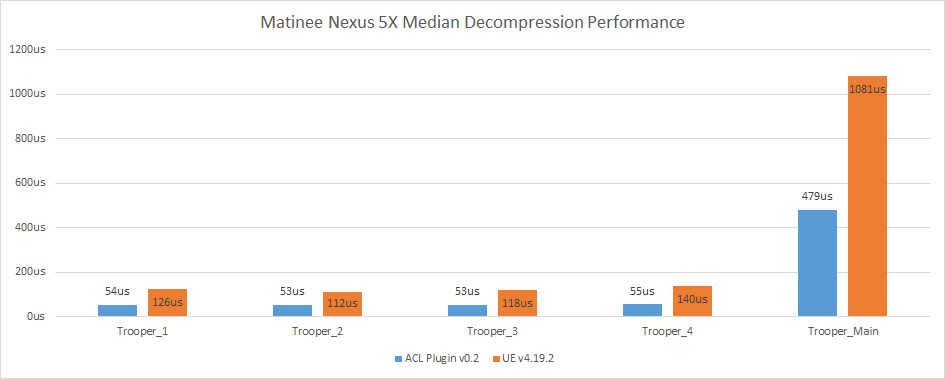 Matinee Nexus 5X Median Decompression Performance
1200us
1000us
800us
600us
400us
200us
0us
54us
126us
53us
112us
53us
118us
55us
140us
479us
1081us
Trooper_1
Trooper_2
Trooper_3
Trooper_4
Trooper_Main
ACL Plugin v0.2
UE v4.19.2